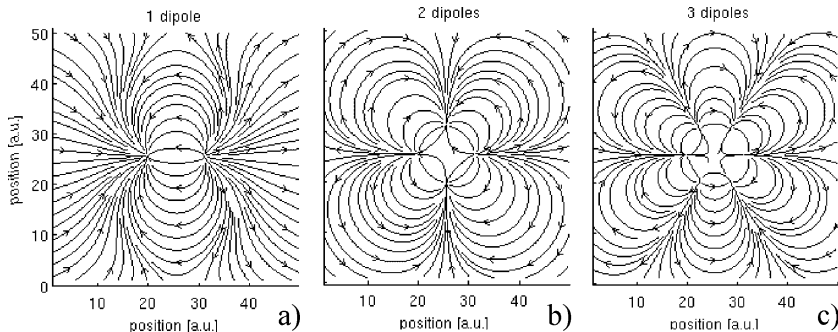 1 dipole
2 dipoles
3 dipoles
position [a.u.]
50
40
30
20
10
0
10 20 30 40
10 20 30 40 50
10 20 30 40
position [a.u.]
position [a.u.]
position [a.u.]
a)
b)
c)